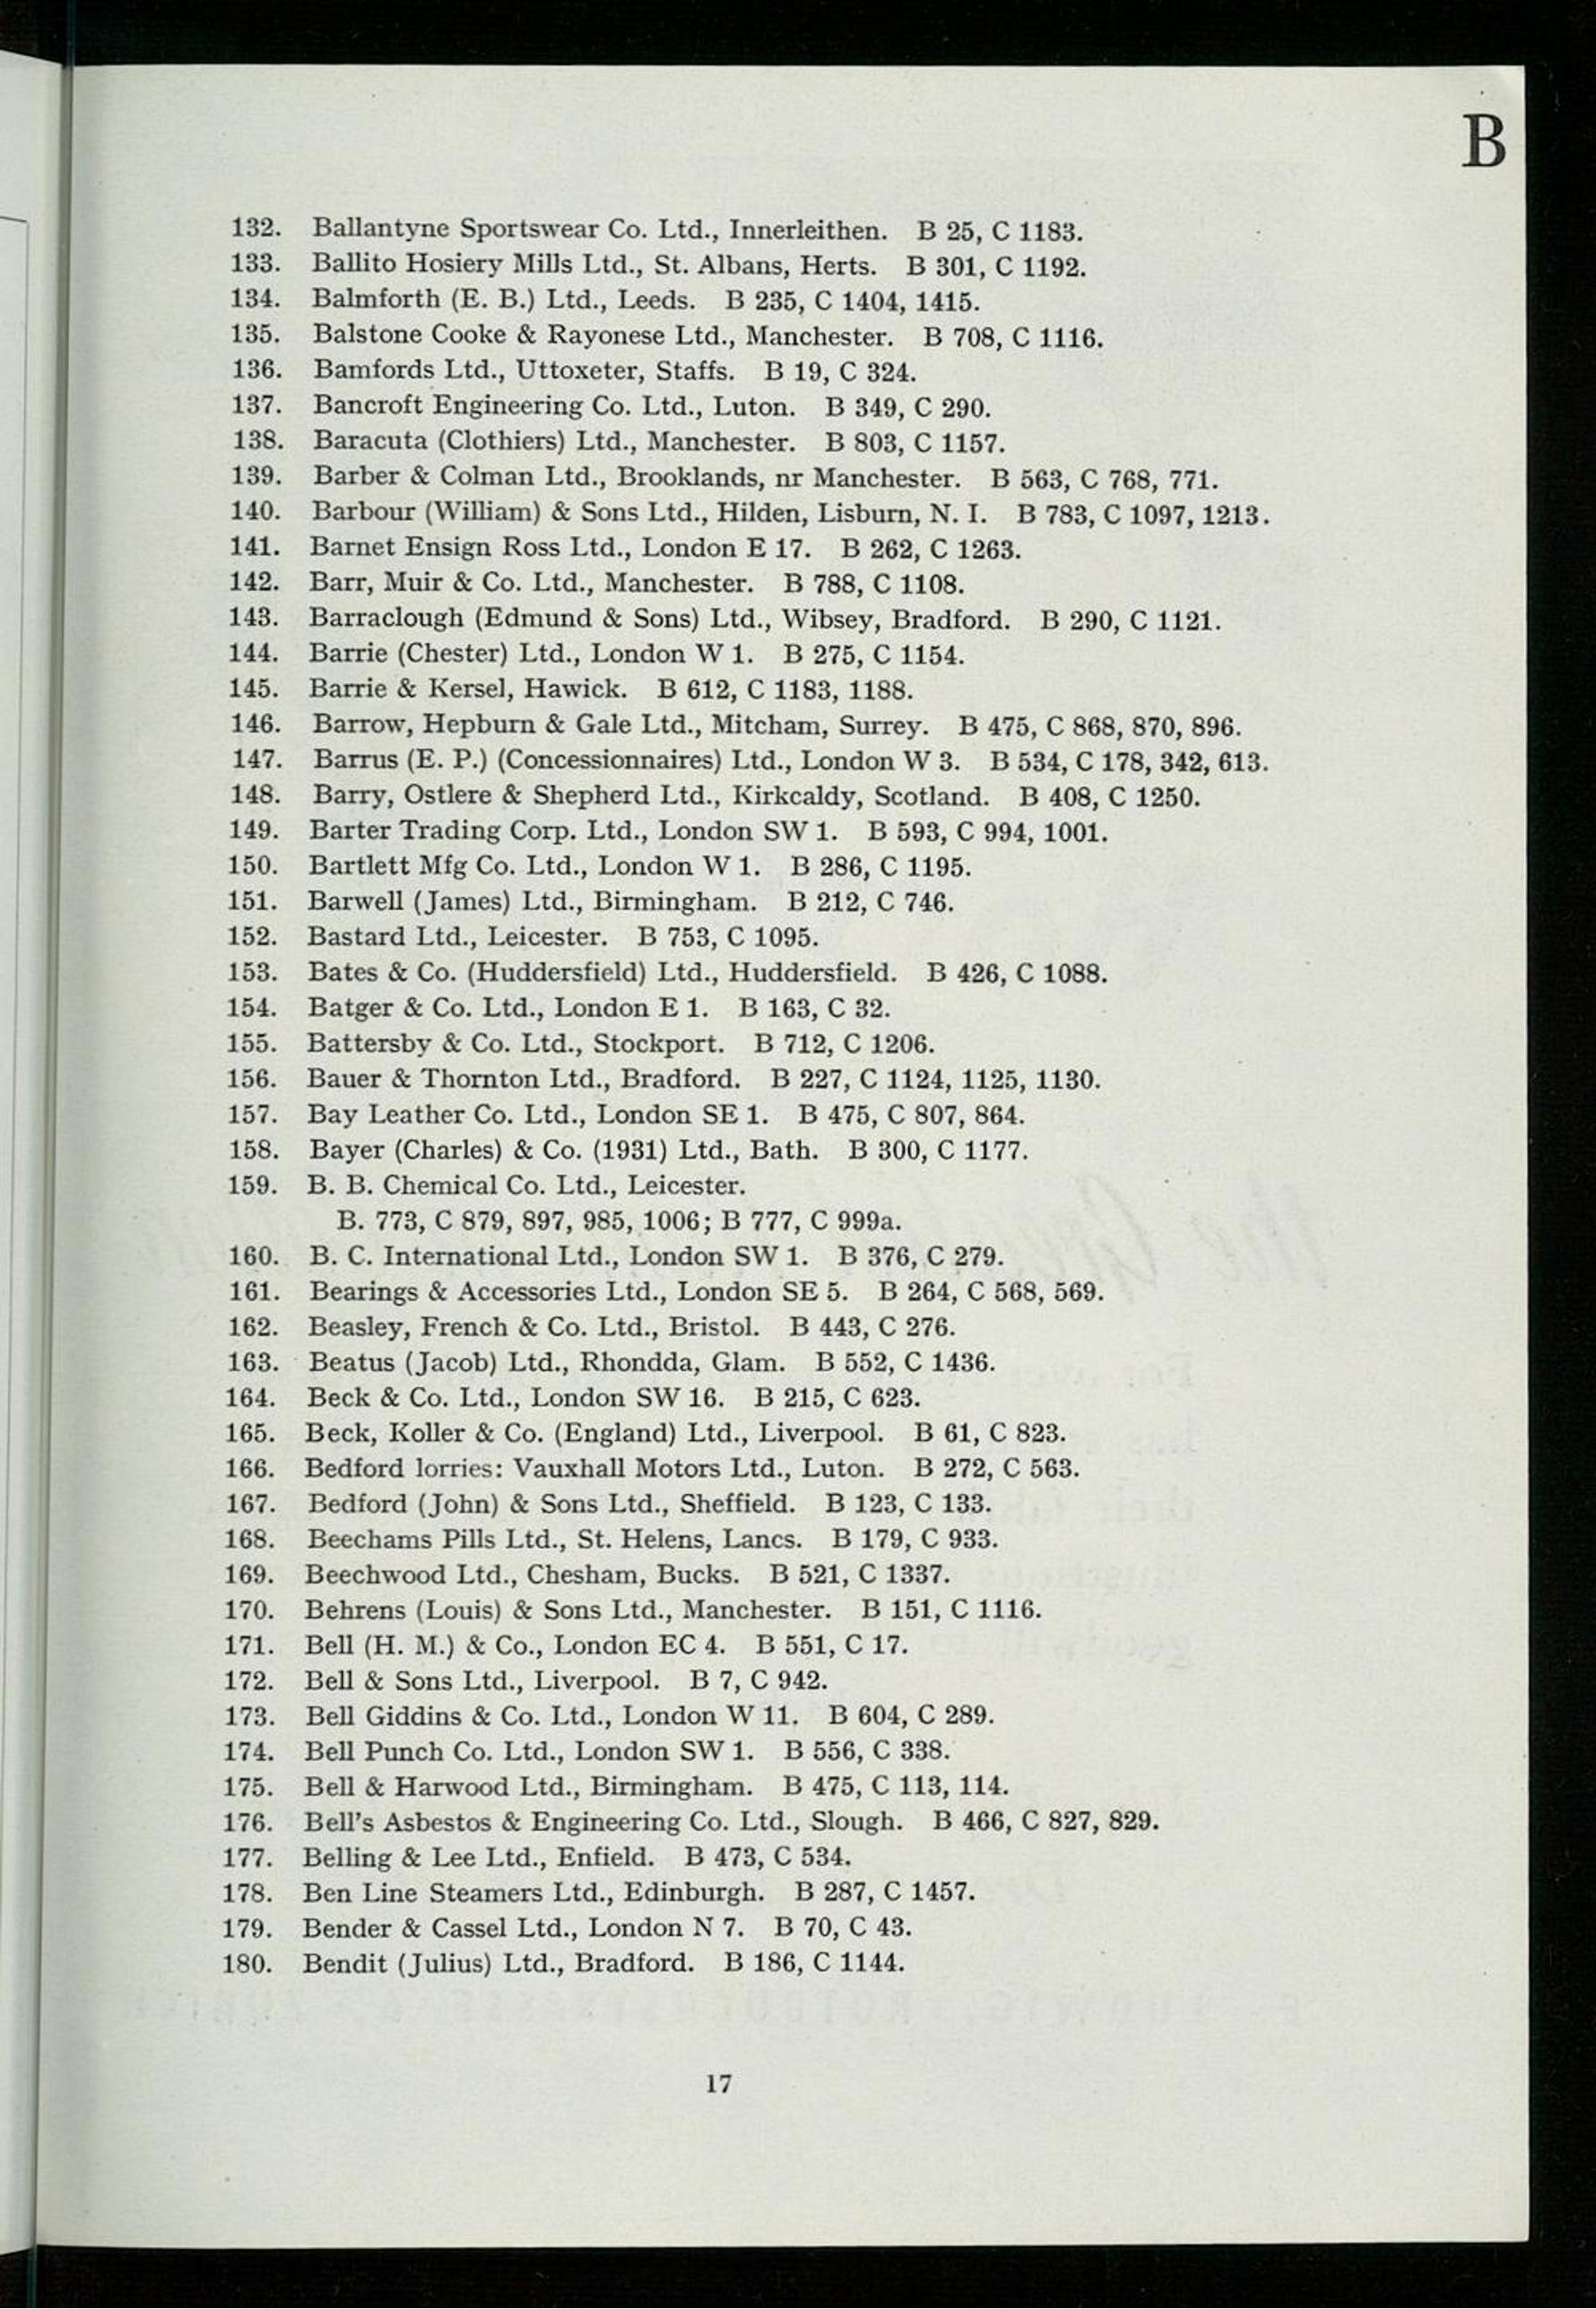 B
132. Ballantyne Sportswear Co. Ltd., Innerleithen. B 25, C 1183.
133. Ballito Hosiery Mills Ltd., St. Albans, Herts. B 301, C 1192.
134. Balmforth (E. B.) Ltd., Leeds. B 235, C 1404, 1415.
135. Balstone Cooke & Rayonese Ltd., Manchester. B 708, C 1116.
136. Bamfords Ltd., Uttoxeter, Staffs. B 19, C 324.
137. Bancroft Engineering Co. Ltd., Luton. B 349, C 290.
138. Baracuta (Clothiers) Ltd., Manchester. B 803, C 1157.
139. Barber & Colman Ltd., Brooklands, nr Manchester. B 563, C 768, 771.
140. Barbour (William) & Sons Ltd., Hilden, Lisburn, N. I. B 783, C 1097, 1213.
141. Barnet Ensign Ross Ltd., London E 17. B 262, C 1263.
142. Barr, Muir & Co. Ltd., Manchester. B 788, C 1108.
143. Barraclough (Edmund & Sons) Ltd., Wibsey, Bradford. B 290, C 1121.
144. Barrie (Chester) Ltd., London W 1. B 275, C 1154.
145. Barrie & Kersel, Hawick. B 612, C 1183, 1188.
146. Barrow, Hepburn & Gale Ltd., Mitcham, Surrey. B 475, C 868, 870, 896.
147. Barrus (E. P.) (Concessionnaires) Ltd., London W 3. B 534, C 178, 342, 613.
148. Barry, Ostlere & Shepherd Ltd., Kirkcaldy, Scotland. B 408, C 1250.
149. Barter Trading Corp. Ltd., London SW 1. B 593, C 994, 1001.
150. Bartlett Mfg Co. Ltd., London W 1. B 286, C 1195.
151. Barwell (James) Ltd., Birmingham. B 212, C 746.
152. Bastard Ltd., Leicester. B 753, C 1095.
153. Bates & Co. (Huddersfield) Ltd., Huddersfield. B 426, C 1088.
154. Batger & Co. Ltd., London E 1. B 163, C 32.
155. Battersby & Co. Ltd., Stockport. B 712, C 1206.
156. Bauer & Thornton Ltd., Bradford. B 227, C 1124, 1125, 1130.
157. Bay Leather Co. Ltd., London SE 1. B 475, C 807, 864.
158. Bayer (Charles) & Co. (1931) Ltd., Bath. B 300, C 1177.
159. B. B. Chemical Co. Ltd., Leicester.
B. 773, C 879, 897, 985, 1006; B 777, C 999a.
160. B. C. International Ltd., London SW 1. B 376, C 279.
161. Bearings & Accessories Ltd., London SE 5. B 264, C 568, 569.
162. Beasley, French & Co. Ltd., Bristol. B 443, C 276.
163. Beatus (Jacob) Ltd., Rhondda, Glam. B 552, C 1436.
164. Beck & Co. Ltd., London SW 16. B 215, C 623.
165. Beck, Koller & Co. (England) Ltd., Liverpool. B 61, C 823.
166. Bedford lorries: Vauxhall Motors Ltd., Luton. B 272, C 563.
167. Bedford (John) & Sons Ltd., Sheffield. B 123, C 133.
168. Beechams Pills Ltd., St. Helens, Lancs. B 179, C 933.
169. Beechwood Ltd., Chesham, Bucks. B 521, C 1337.
170. Behrens (Louis) & Sons Ltd., Manchester. B 151, C 1116.
171. Bell (H. M.) & Co., London EC 4. B 551, C 17.
172. Bell & Sons Ltd., Liverpool. B 7, C 942.
173. Bell Giddins & Co. Ltd., London W 11. B 604, C 289.
174. Bell Punch Co. Ltd., London SW 1. B 556, C 338.
175. Bell & Harwood Ltd., Birmingham. B 475, C 113, 114.
176. Bell's Asbestos & Engineering Co. Ltd., Slough. B 466, C 827, 829.
177. Belling & Lee Ltd., Enfield. B 473, C 534.
178. Ben Line Steamers Ltd., Edinburgh. B 287, C 1457.
179. Bender & Cassel Ltd., London N 7. B 70, C 43.
180. Bendit (Julius) Ltd., Bradford. B 186, C 1144.
17